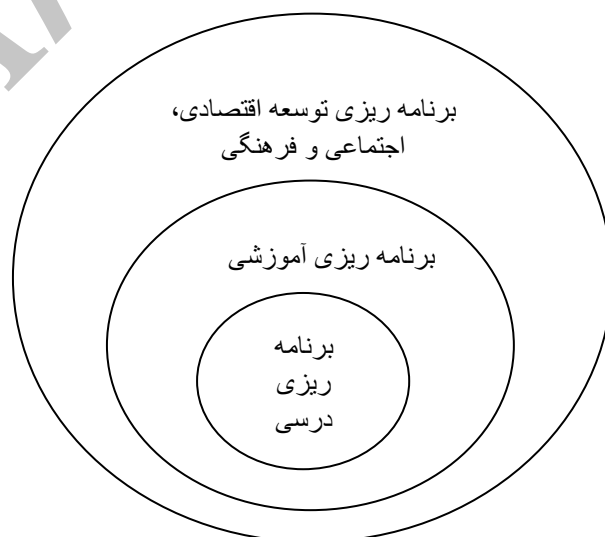 برنامه ریزی توسعه اقتصادی،
اجتماعی و فرهنگی
برنامه ریزی آموزشی
برنامه
ریزی
درسی